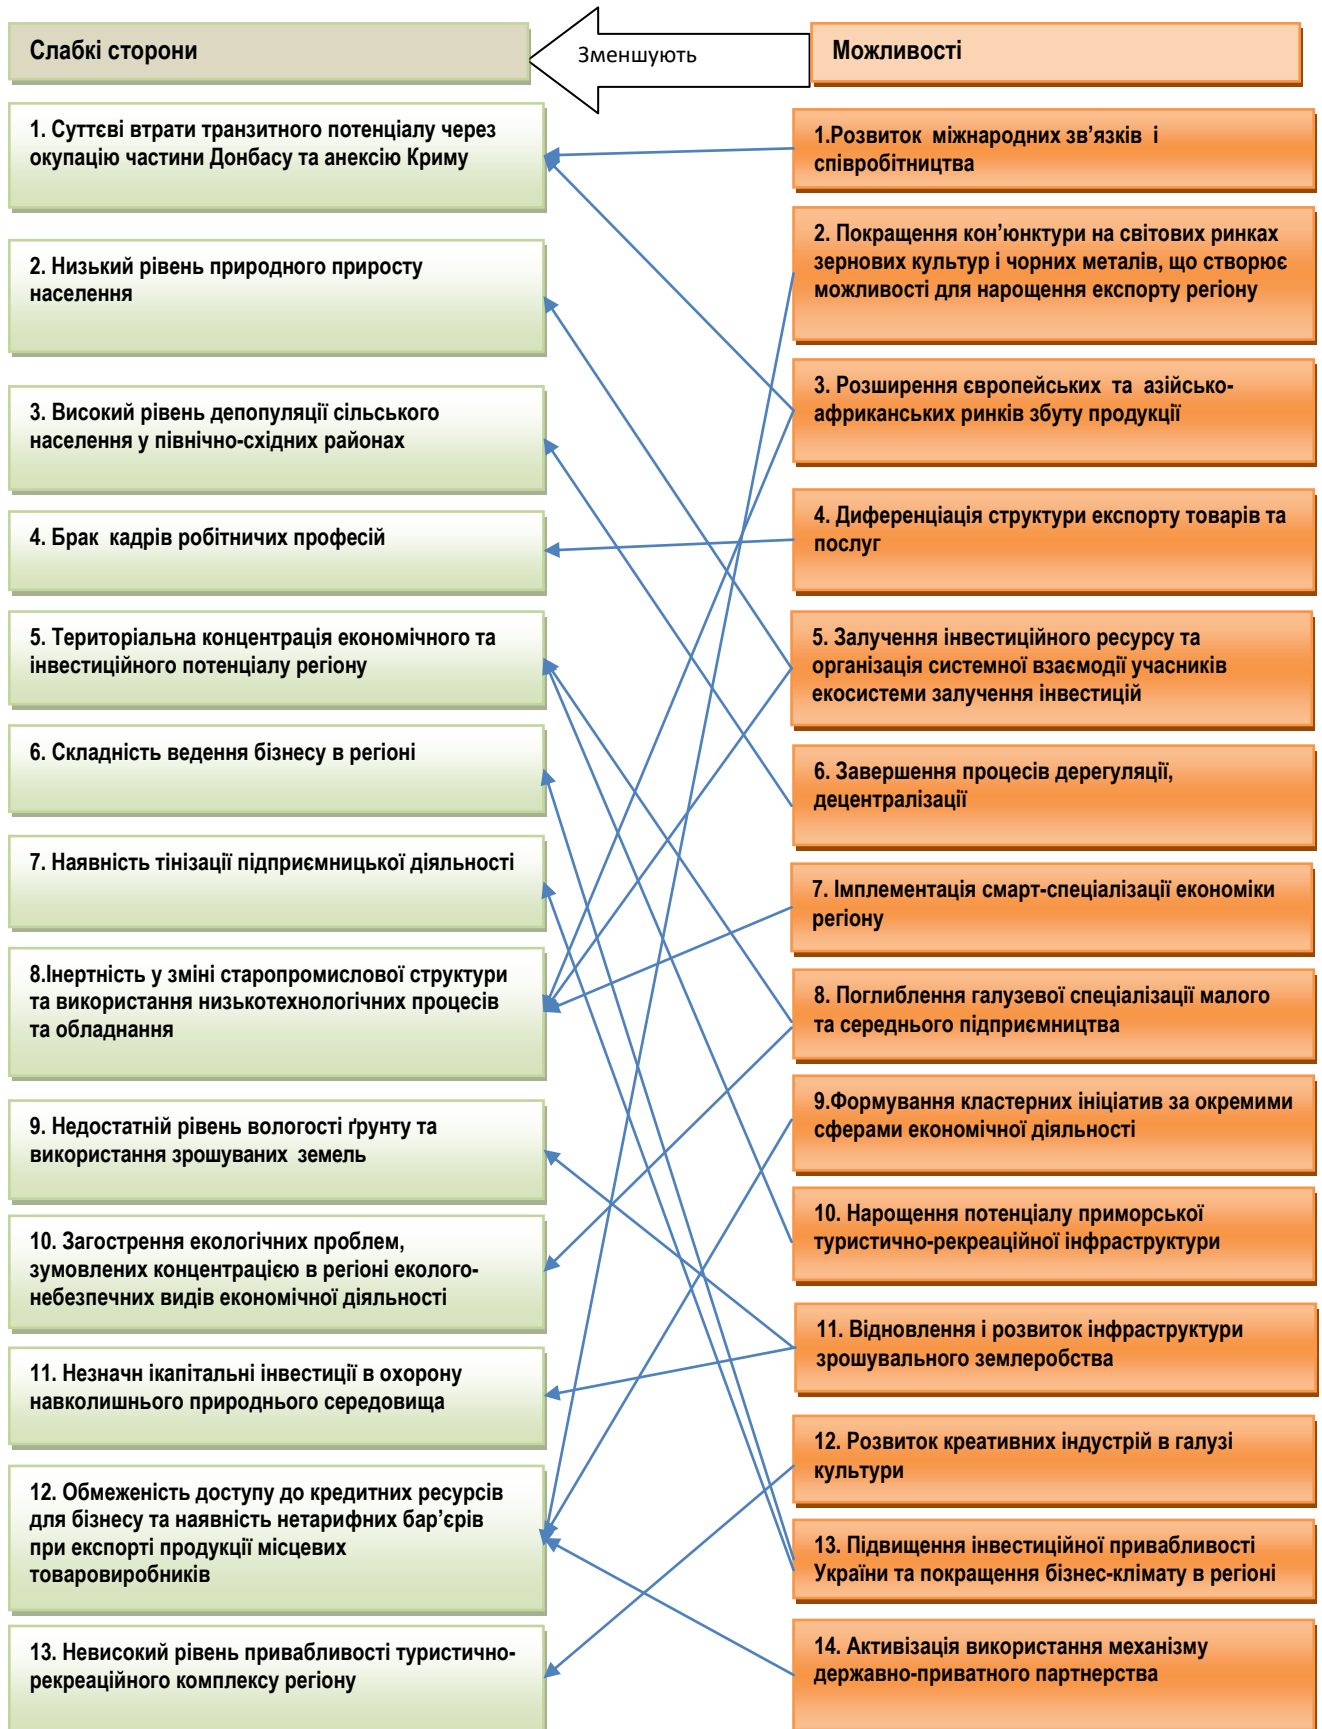 Слабкі сторони
Зменшують
Можливості
1. Суттєві втрати транзитного потенціалу через
окупацію частини Донбасу та анексію Криму
2. Низький рівень природного приросту
населення
3. Високий рівень депопуляції сільського
населення у північно-східних районах
4. Брак кадрів робітничих професій
5. Територіальна концентрація економічного та
інвестиційного потенціалу регіону
6. Складність ведення бізнесу в регіоні
7. Наявність тінізації підприємницької діяльності
8.Інертність у зміні старопромислової структури
та використання низькотехнологічних процесів
та обладнання
9. Недостатній рівень вологості ґрунту та
використання зрошуваних земель
10. Загострення екологічних проблем,
зумовлених концентрацією в регіоні еколого-
небезпечних видів економічної діяльності
11. Незначн ікапітальні інвестиції в охорону
навколишнього природнього середовища
12. Обмеженість доступу до кредитних ресурсів
для бізнесу та наявність нетарифних бар’єрів
при експорті продукції місцевих
товаровиробників
13. Невисокий рівень привабливості туристично-
рекреаційного комплексу регіону
1.Розвиток міжнародних зв’язків і
співробітництва
2. Покращення кон’юнктури на світових ринках
зернових культур і чорних металів, що створює
можливості для нарощення експорту регіону
3. Розширення європейських та азійсько-
африканських ринків збуту продукції
4. Диференціація структури експорту товарів та
послуг
5. Залучення інвестиційного ресурсу та
організація системної взаємодії учасників
екосистеми залучення інвестицій
6. Завершення процесів дерегуляції,
децентралізації
7. Імплементація смарт-спеціалізації економіки
регіону
8. Поглиблення галузевої спеціалізації малого
та середнього підприємництва
9.Формування кластерних ініціатив за окремими
сферами економічної діяльності
10. Нарощення потенціалу приморської
туристично-рекреаційної інфраструктури
11. Відновлення і розвиток інфраструктури
зрошувального землеробства
12. Розвиток креативних індустрій в галузі
культури
13. Підвищення інвестиційної привабливості
України та покращення бізнес-клімату в регіоні
14. Активізація використання механізму
державно-приватного партнерства